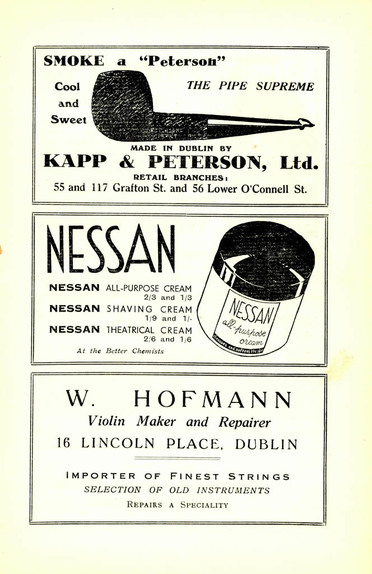 SMOKE a "Peterson"
Cool
and
Sweet
THE PIPE SUPREME
MADE IN DUBLIN BY
KAPP & PETERSON, Ltd.
RETAIL BRANCHES:
55 and 117 Grafton St. and 56 Lower O'Connell St.
NESSAN
NESSAN ALL-PURPOSE CREAM
2/3 and 1/3
NESSAN SHAVING CREAM
1/9 and 1/-
NESSAN THEATRICAL CREAM
2/6 and 1/6
At the Better Chemists
NESSAN
all-purpose
cream
W. HOFMANN
Violin Maker and Repairer
16 LINCOLN PLACE, DUBLIN
IMPORTER OF FINEST STRINGS
SELECTION OF OLD INSTRUMENTS
REPAIRS A SPECIALITY